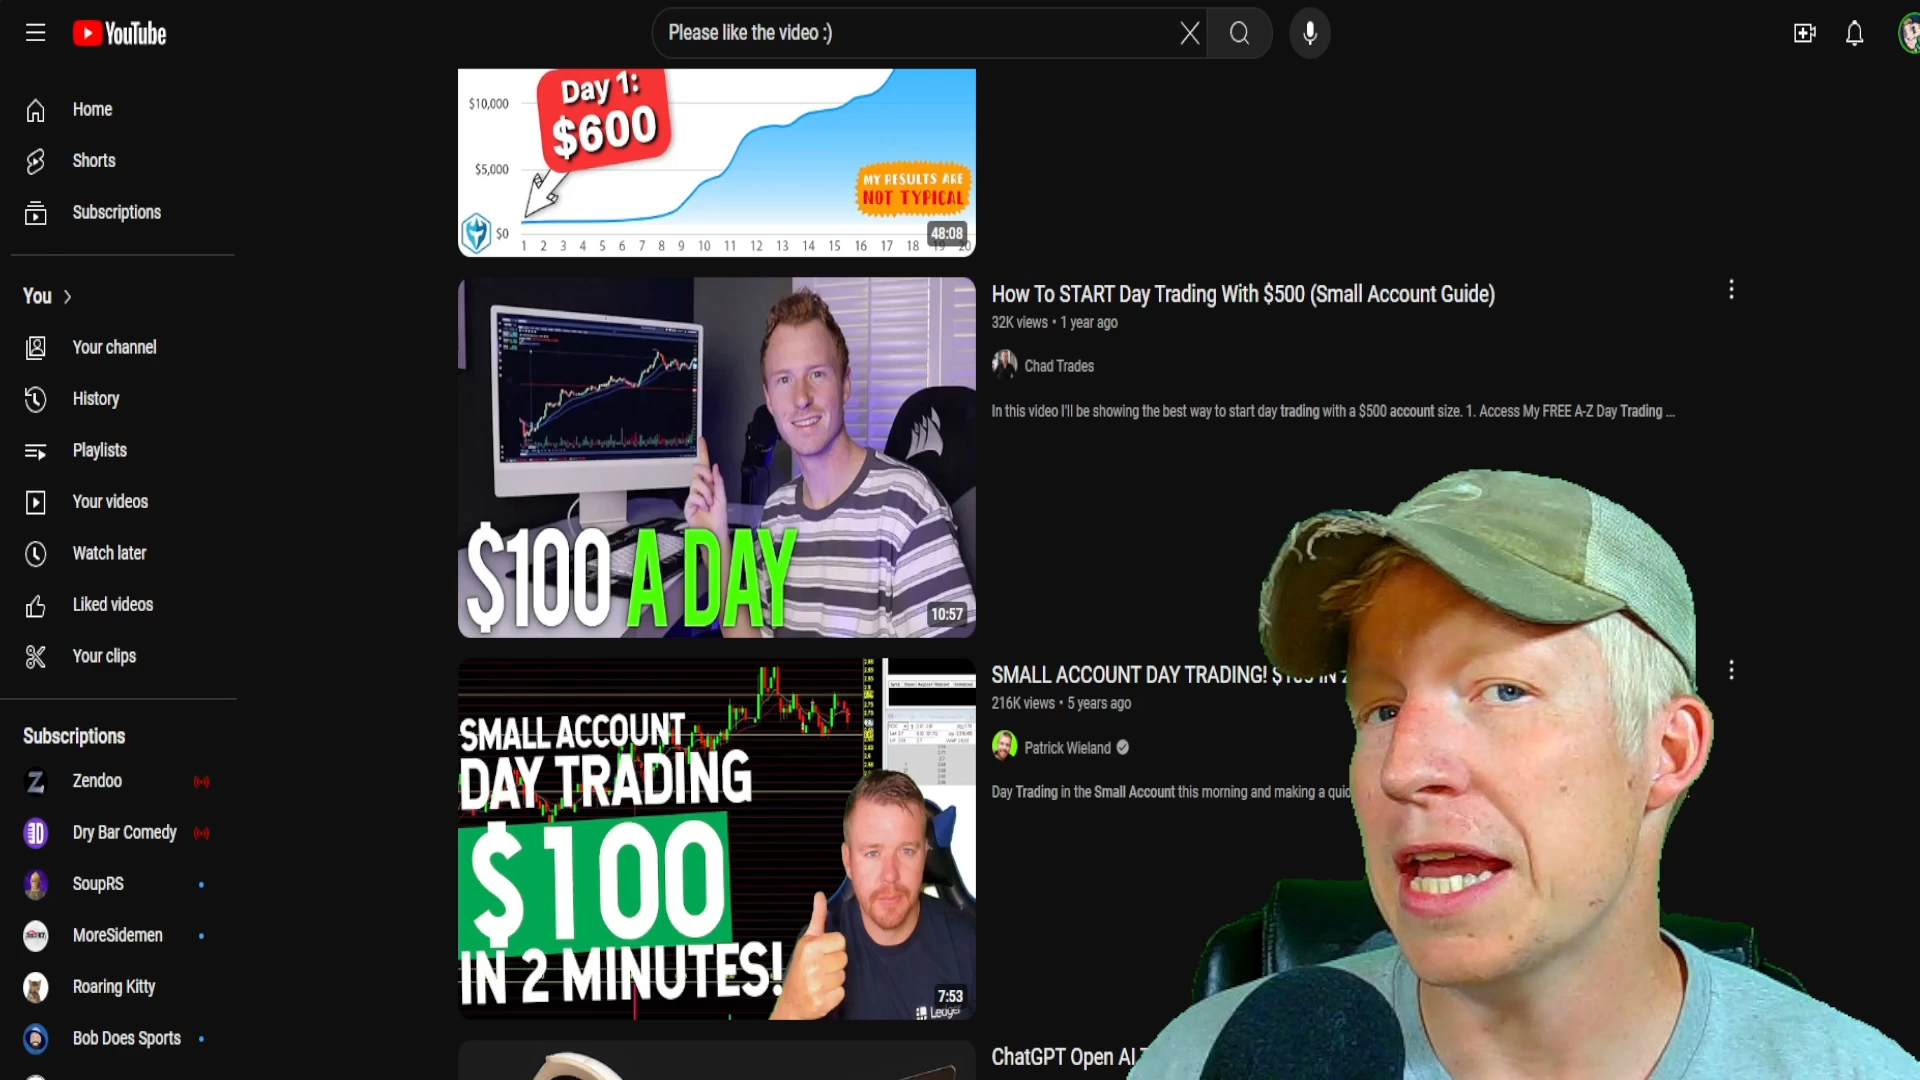 YouTube
Please like the video :)
Home
Shorts
Subscriptions
You
Your channel
History
Playlists
Your videos
Watch later
Liked videos
Your clips
Subscriptions
Zendoo
Dry Bar Comedy
SoupRS
MoreSidemen
Roaring Kitty
Bob Does Sports
Day 1:
$600
$10,000
$5,000
$0
MY RESULTS ARE
NOT TYPICAL
48:08
1 2 3 4 5 6 7 8 9 10 11 12 13 14 15 16 17 18 19 20
$100 A DAY
10:57
How To START Day Trading With $500 (Small Account Guide)
32K views • 1 year ago
Chad Trades
In this video I'll be showing the best way to start day trading with a $500 account size. 1. Access My FREE A-Z Day Trading ...
SMALL ACCOUNT
DAY TRADING
$100
IN 2 MINUTES!
7:53
Ledger
SMALL ACCOUNT DAY TRADING!
216K views • 5 years ago
Patrick Wieland
Day Trading in the Small Account this morning and making a
ChatGPT Open AI